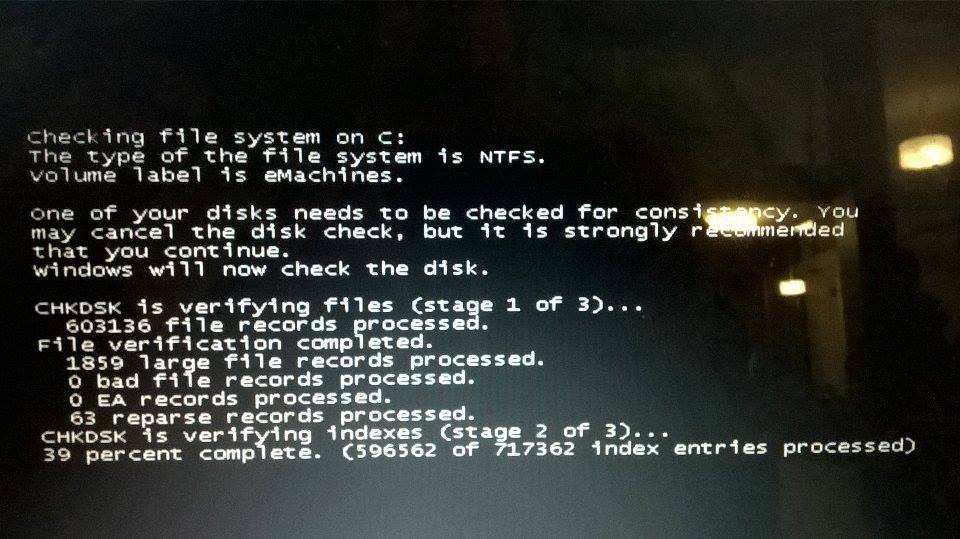 Checking file system on C:
The type of the file system is NTFS.
Volume label is eMachines.
One of your disks needs to be checked for consistency. You
may cancel the disk check, but it is strongly recommended
that you continue.
Windows will now check the disk.
CHKDSK is verifying files (stage 1 of 3)...
603136 file records processed.
File verification completed.
1859 large file records processed.
0 bad file records processed.
0 EA records processed.
63 reparse records processed.
CHKDSK is verifying indexes (stage 2 of 3)...
39 percent complete. (596562 of 717362 index entries processed)